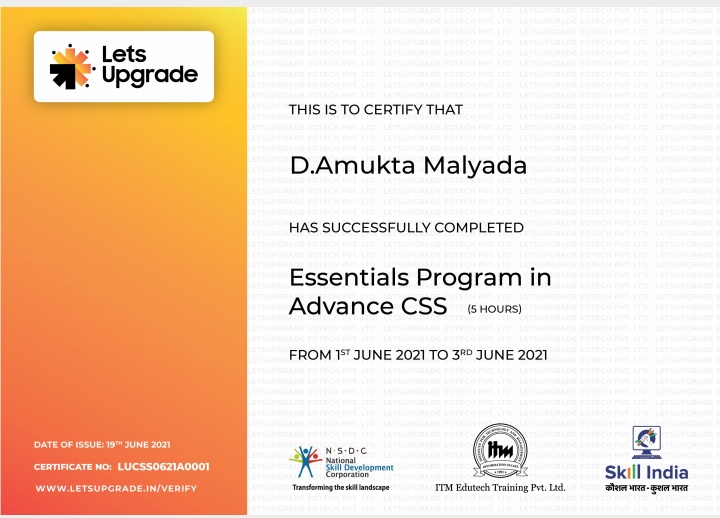 Lets
Upgrade
THIS IS TO CERTIFY THAT
D.Amukta Malyada
HAS SUCCESSFULLY COMPLETED
Essentials Program in
Advance CSS (5 HOURS)
FROM 1ST JUNE 2021 TO 3RD JUNE 2021
DATE OF ISSUE: 19TH JUNE 2021
CERTIFICATE NO: LUCSS0621A0001
WWW.LETSUPGRADE.IN/VERIFY
N·S·D·C
National
Skill Development
Corporation
Transforming the skill landscape
itm
ITM Edutech Training Pvt. Ltd.
Skill India
कौशल भारत - कुशल भारत
LETSUPGRADE EDTECH PVT. LTD.